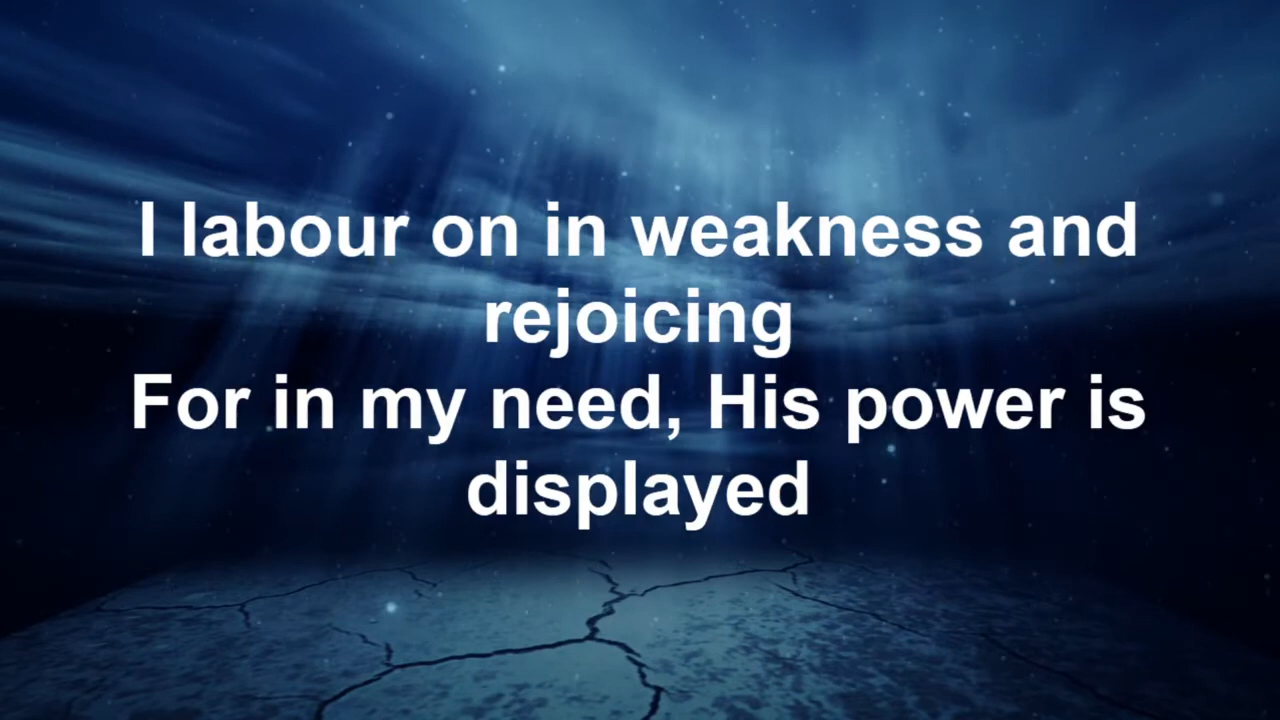 I labour on in weakness and
rejoicing
For in my need, His power is
displayed